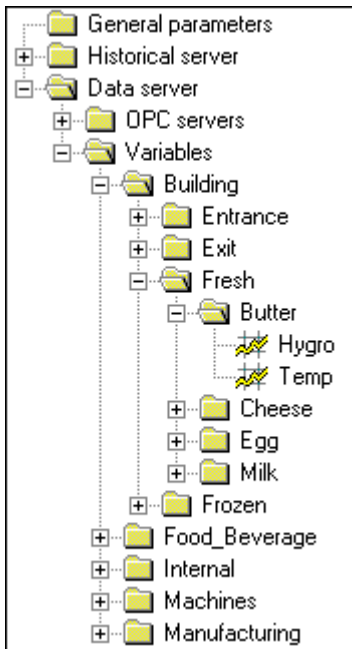 General parameters
Historical server
Data server
OPC servers
Variables
Building
Entrance
Exit
Fresh
Butter
Hygro
Temp
Cheese
Egg
Milk
Frozen
Food_Beverage
Internal
Machines
Manufacturing